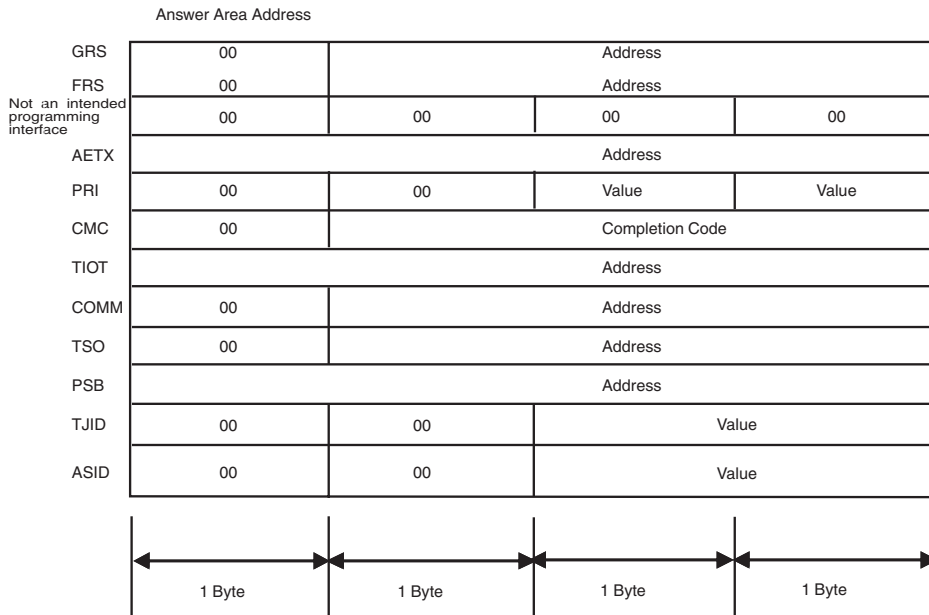 Answer Area Address
GRS 00 Address
FRS 00 Address
Not an intended
programming
interface
00 00 00 00
AETX Address
PRI 00 00 Value Value
CMC 00 Completion Code
TIOT Address
COMM 00 Address
TSO 00 Address
PSB Address
TJID 00 00 Value
ASID 00 00 Value
1 Byte 1 Byte 1 Byte 1 Byte